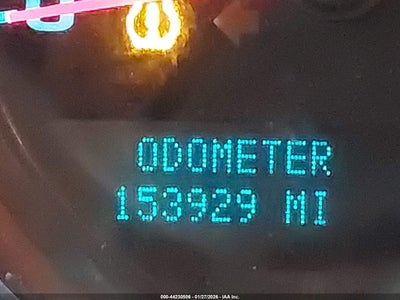 ODOMETER
153929 MI
000-44230506 - 01/27/2026 - IAA Inc.